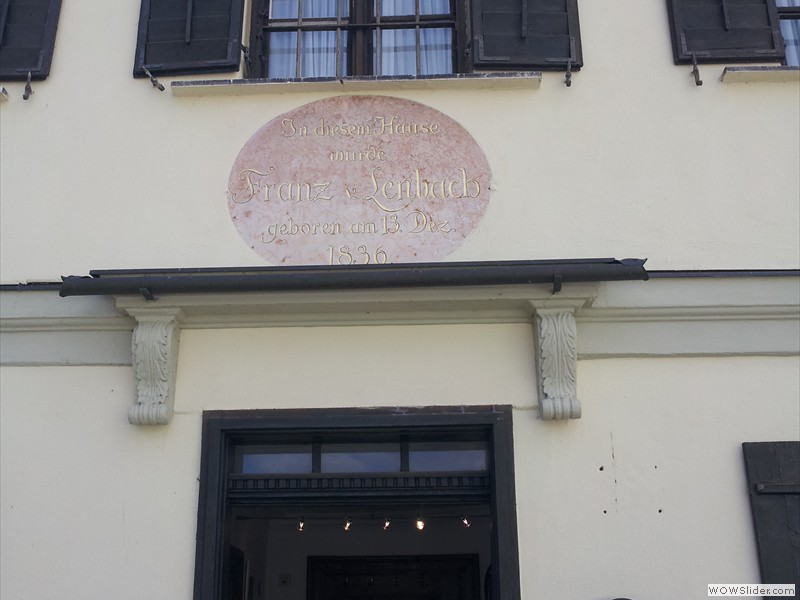 In diesem Hause
wurde
Franz v. Lenbach
geboren am 13. Dez.
1836
WOWSlider.com